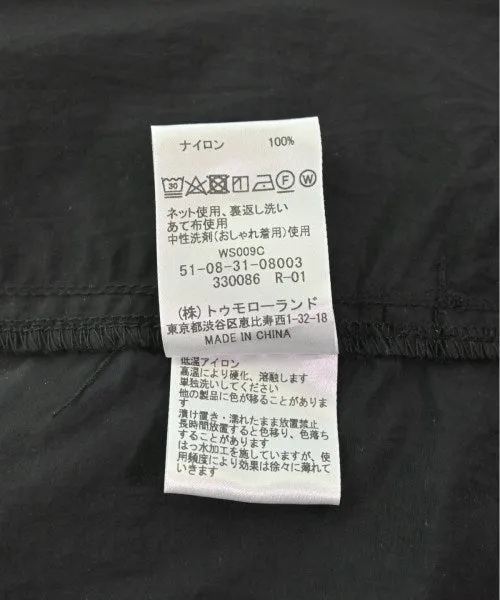 ナイロン 100%
30 F W
ネット使用、裏返し洗い
あて布使用
中性洗剤(おしゃれ着用)使用
WS009C
51-08-31-08003
330086 R-01
(株)トゥモローランド
東京都渋谷区恵比寿西1-32-18
MADE IN CHINA
低温アイロン
高温により硬化、溶融します
単独洗いしてください
他の製品に色が移ることがありま
す
漬け置き・濡れたまま放置禁止
長時間放置すると色移り、色落ち
することがあります
はっ水加工を施していますが、使
用頻度により効果は徐々に薄れて
いきます